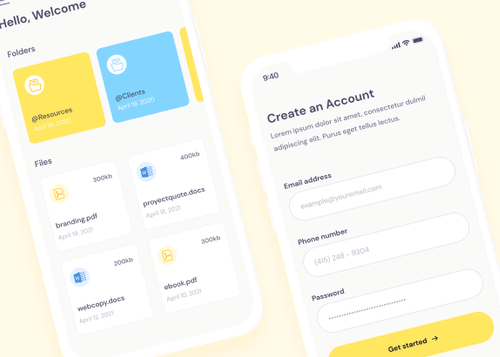 Hello, Welcome
Folders
@Resources
April 19, 2020
@Clients
April 19, 2020
Files
300kb
branding.pdf
April 19, 2021
400kb
projectquote.docs
April 19, 2021
200kb
webcopy.docs
April 12, 2021
300kb
ebook.pdf
April 10, 2021
9:40
Create an Account
Lorem ipsum dolor sit amet, consectetur dulmil
adipiscing elit. Purus eget tellus lectus.
Email address
example@youremail.com
Phone number
(415) 248 - 9304
Password
Get started →